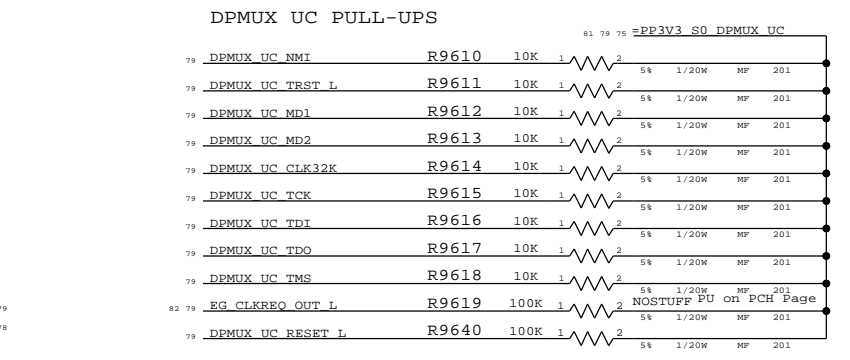 DPMUX UC PULL-UPS
81 79 75 =PP3V3_S0_DPMUX_UC
79 DPMUX_UC_NMI R9610 10K 1 2
5% 1/20W MF 201
79 DPMUX_UC_TRST_L R9611 10K 1 2
5% 1/20W MF 201
79 DPMUX_UC_MD1 R9612 10K 1 2
5% 1/20W MF 201
79 DPMUX_UC_MD2 R9613 10K 1 2
5% 1/20W MF 201
79 DPMUX_UC_CLK32K R9614 10K 1 2
5% 1/20W MF 201
79 DPMUX_UC_TCK R9615 10K 1 2
5% 1/20W MF 201
79 DPMUX_UC_TDI R9616 10K 1 2
5% 1/20W MF 201
79 DPMUX_UC_TDO R9617 10K 1 2
5% 1/20W MF 201
79 DPMUX_UC_TMS R9618 10K 1 2
5% 1/20W MF 201
79 82 79 EG_CLKREQ_OUT_L R9619 100K 1 2 NOSTUFF PU on PCH Page
5% 1/20W MF 201
79 DPMUX_UC_RESET_L R9640 100K 1 2
5% 1/20W MF 201